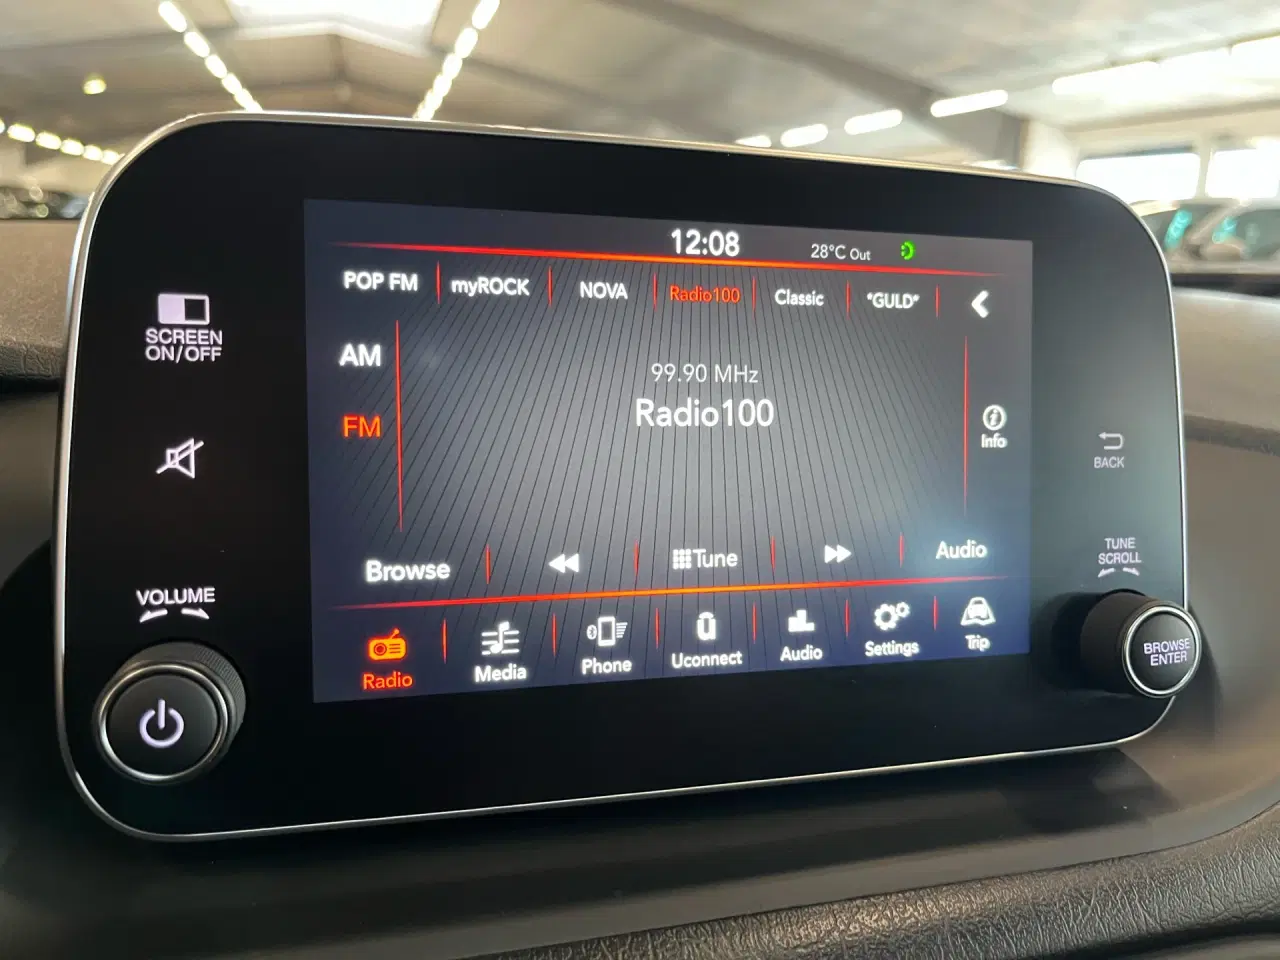 12:08
28°C Out
POP FM
myROCK
NOVA
Radio100
Classic
*GULD*
SCREEN
ON/OFF
AM
FM
99.90 MHz
Radio100
Info
BACK
Browse
Tune
Audio
TUNE
SCROLL
VOLUME
Radio
Media
Phone
Uconnect
Audio
Settings
Trip
BROWSE
ENTER